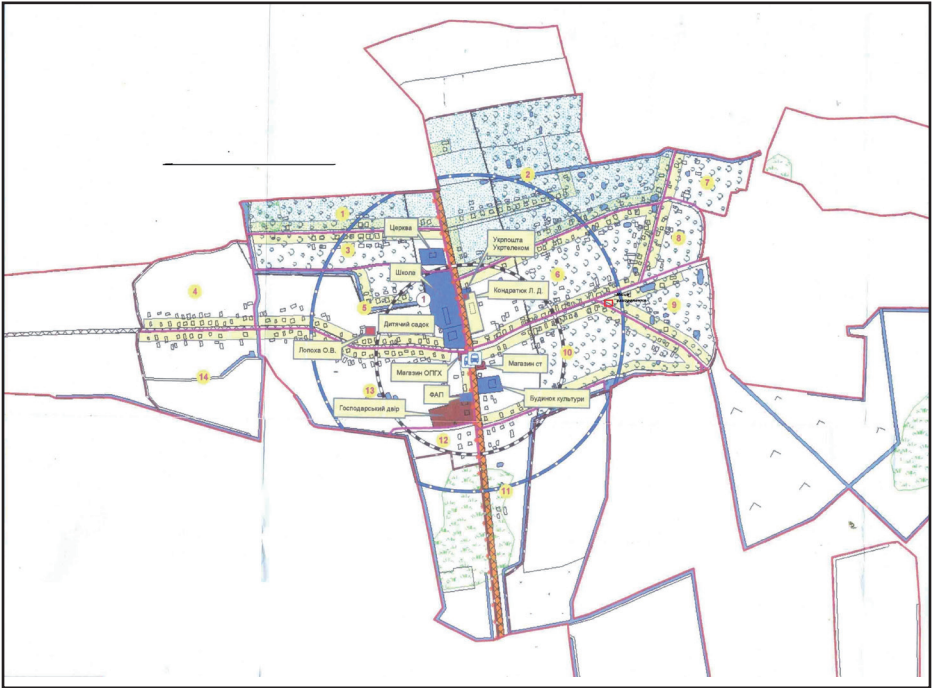 2
7
1
Церква
8
3
Укрпошта
Укртелеком
Школа
6
4
Кондратюк Л. Д.
1
9
5
Дитячий садок
Лопоха О.В.
10
Магазин ст
Магазин ОПГХ
14
13
ФАП
Будинок культури
Господарський двір
12
11